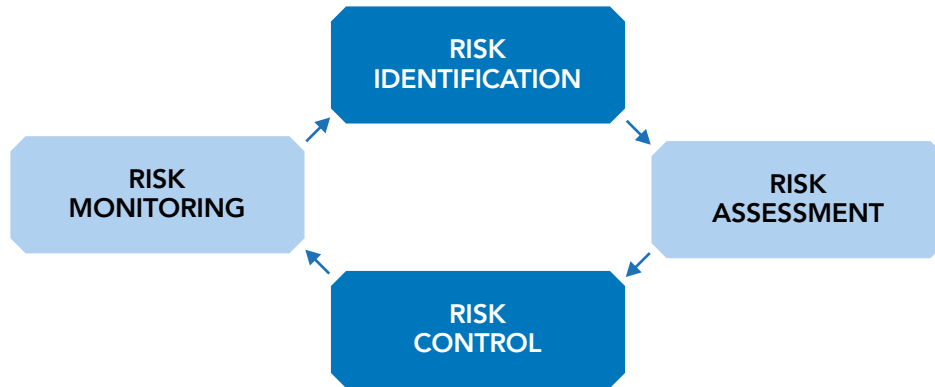 RISK
IDENTIFICATION
RISK
MONITORING
RISK
ASSESSMENT
RISK
CONTROL